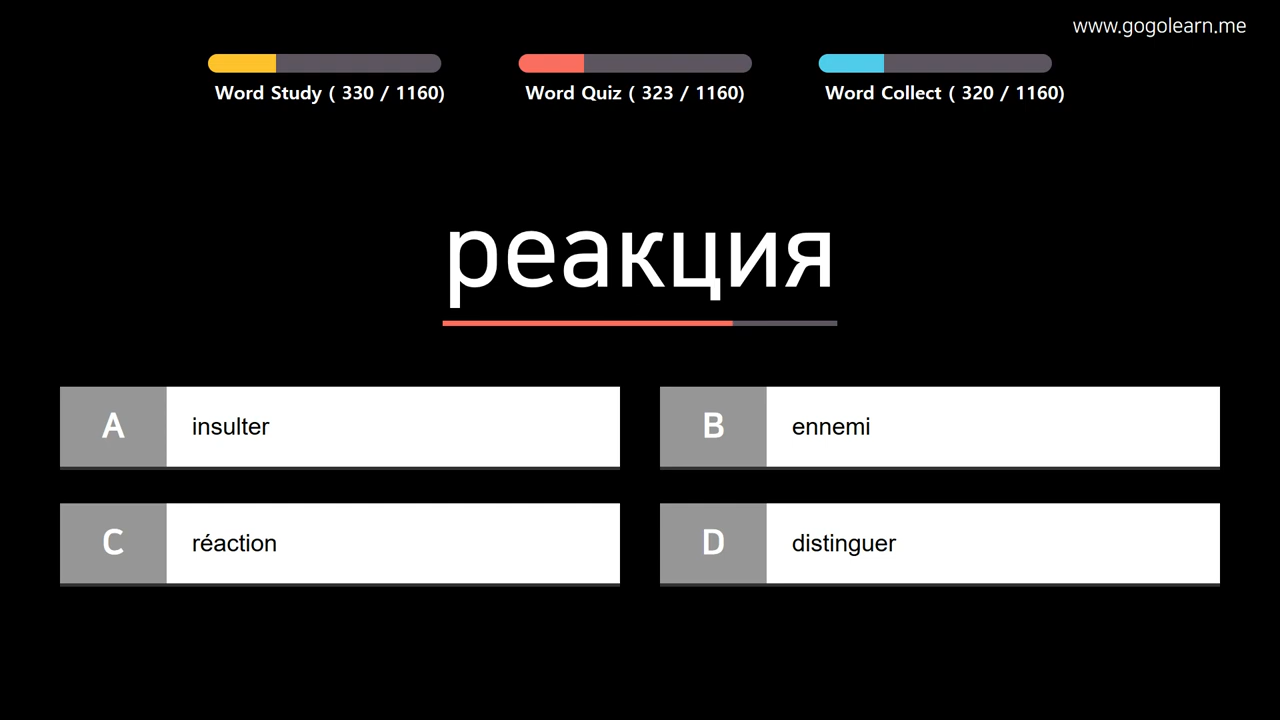 www.gogolearn.me
Word Study ( 330 / 1160)
Word Quiz ( 323 / 1160)
Word Collect ( 320 / 1160)
реакция
A insulter
B ennemi
C réaction
D distinguer